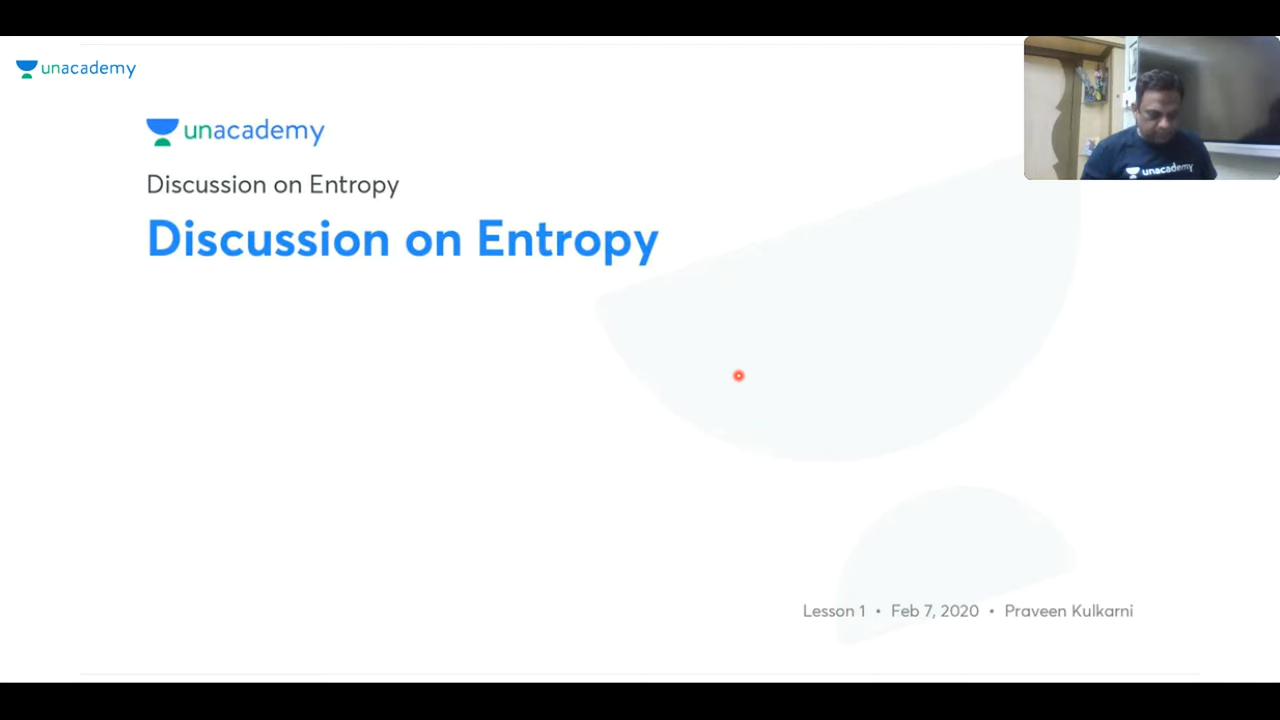 unacademy
unacademy
unacademy
Discussion on Entropy
Discussion on Entropy
Lesson 1 • Feb 7, 2020 • Praveen Kulkarni